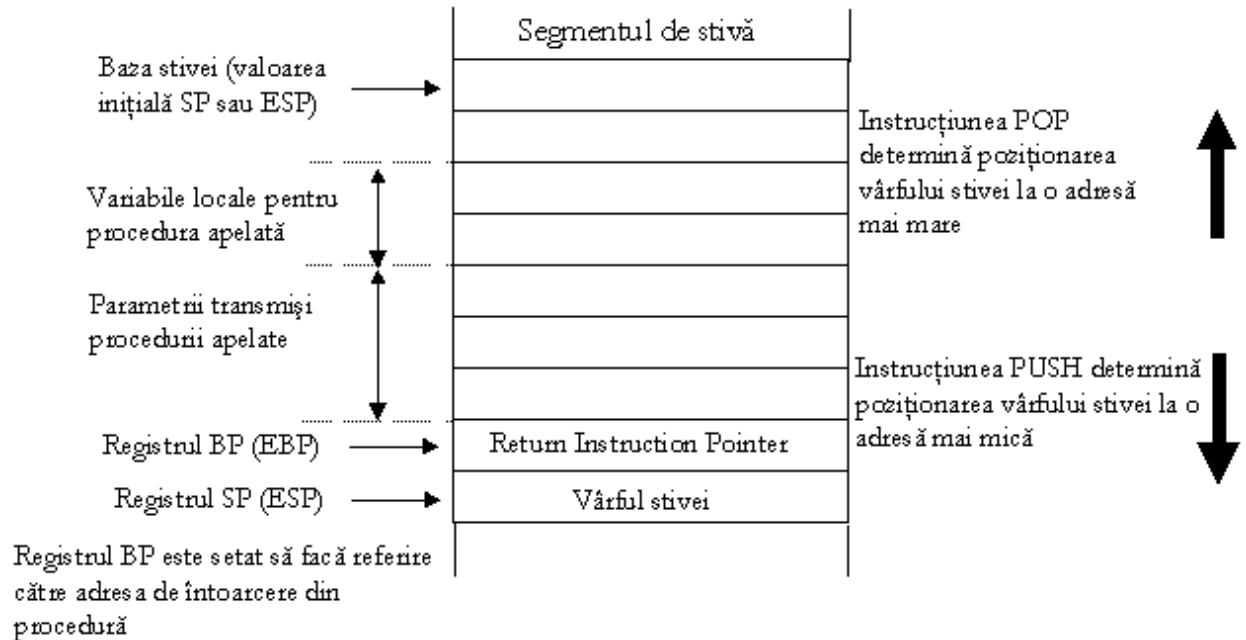 Segmentul de stivă
Baza stivei (valoarea
inițială SP sau ESP)
Instrucțiunea POP
determină poziționarea
vârfului stivei la o adresă
mai mare
Variabile locale pentru
procedura apelată
Parametrii transmiși
procedurii apelate
Instrucțiunea PUSH determină
poziționarea vârfului stivei la o
adresă mai mică
Registrul BP (EBP)
Return Instruction Pointer
Registrul SP (ESP)
Vârful stivei
Registrul BP este setat să facă referire
către adresa de întoarcere din
procedură